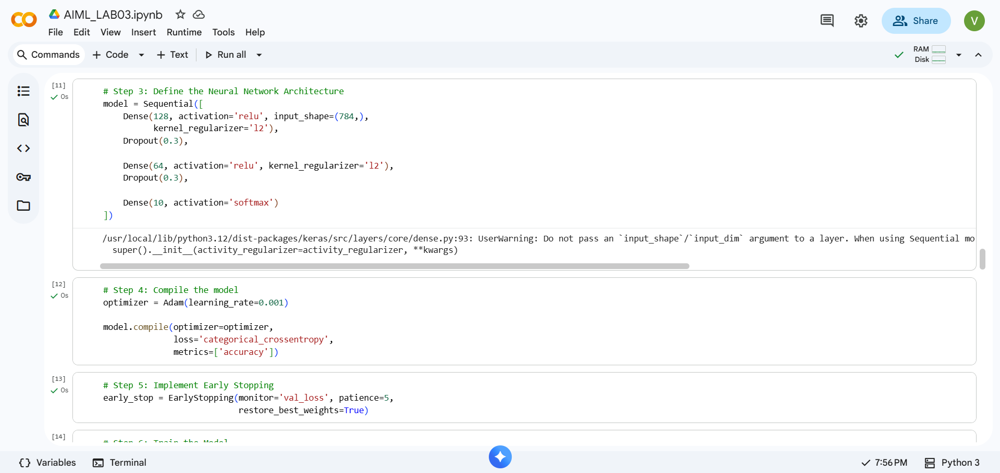 AIML_LAB03.ipynb
File Edit View Insert Runtime Tools Help
Share
V
Commands + Code + Text Run all
RAM
Disk
[11]
0s
# Step 3: Define the Neural Network Architecture
model = Sequential([
    Dense(128, activation='relu', input_shape=(784,),
          kernel_regularizer='l2'),
    Dropout(0.3),
    Dense(64, activation='relu', kernel_regularizer='l2'),
    Dropout(0.3),
    Dense(10, activation='softmax')
])
/usr/local/lib/python3.12/dist-packages/keras/src/layers/core/dense.py:93: UserWarning: Do not pass an `input_shape`/`input_dim` argument to a layer. When using Sequential mo
  super().__init__(activity_regularizer=activity_regularizer, **kwargs)
[12]
0s
# Step 4: Compile the model
optimizer = Adam(learning_rate=0.001)
model.compile(optimizer=optimizer,
              loss='categorical_crossentropy',
              metrics=['accuracy'])
[13]
0s
# Step 5: Implement Early Stopping
early_stop = EarlyStopping(monitor='val_loss', patience=5,
                           restore_best_weights=True)
[14]
# Step 6: Train the Model
Variables Terminal
7:56 PM Python 3